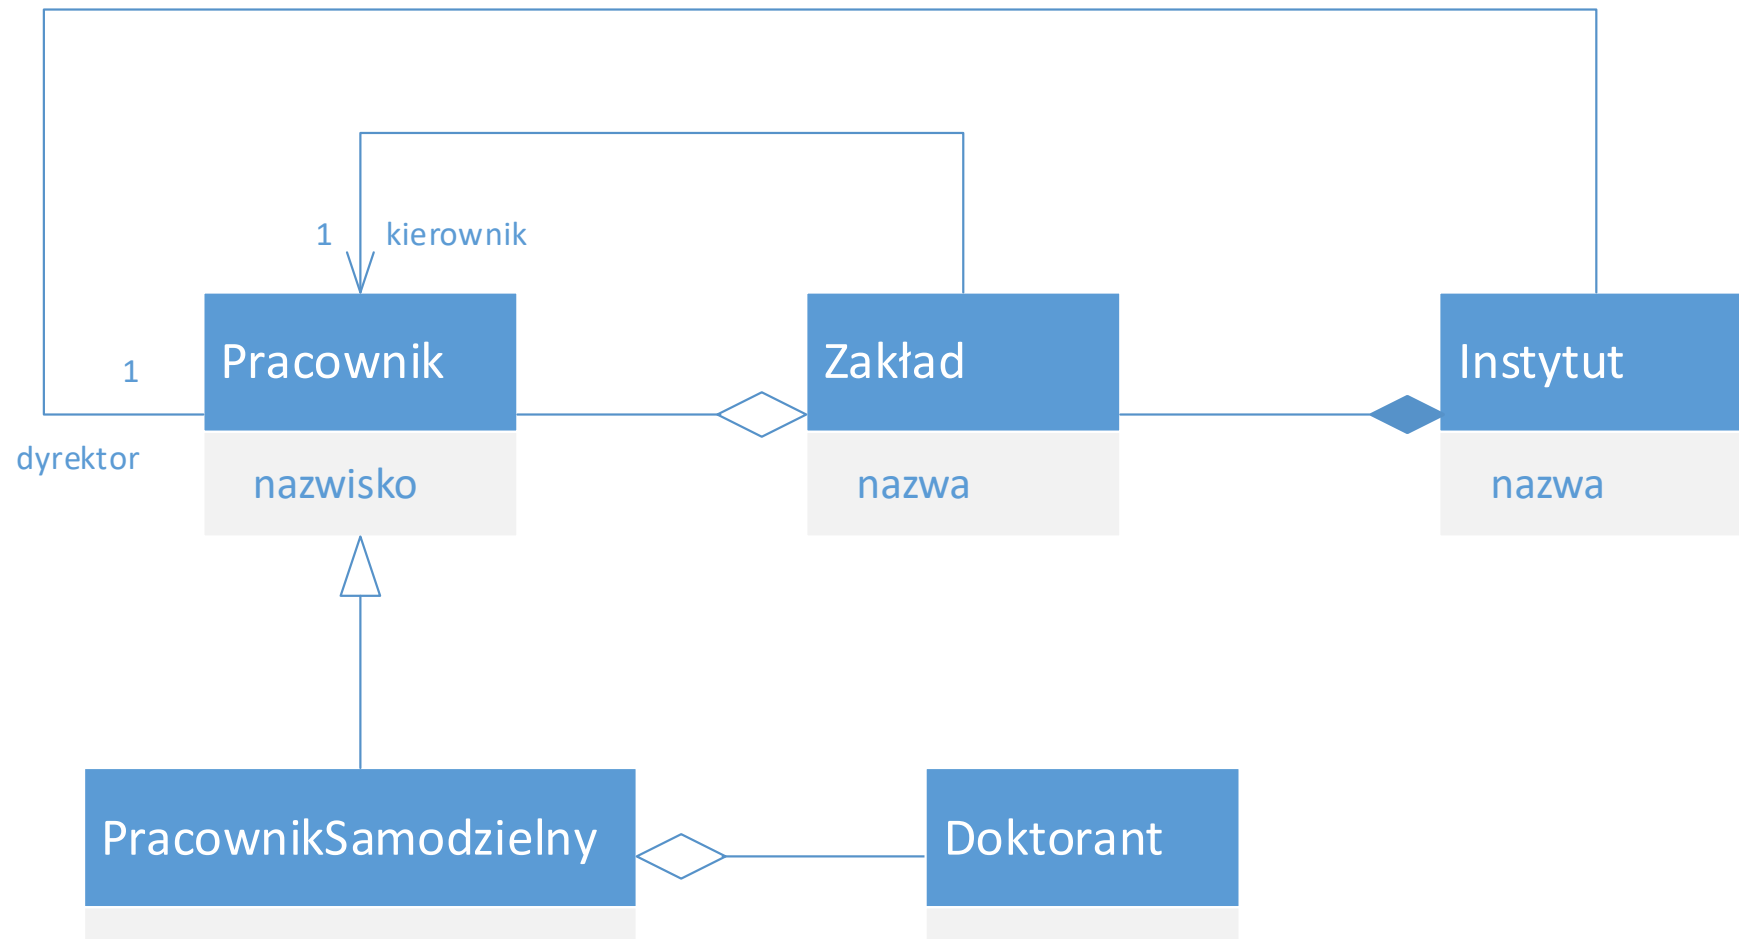 1 kierownik
Pracownik
Zakład
Instytut
1
dyrektor
nazwisko
nazwa
nazwa
PracownikSamodzielny
Doktorant